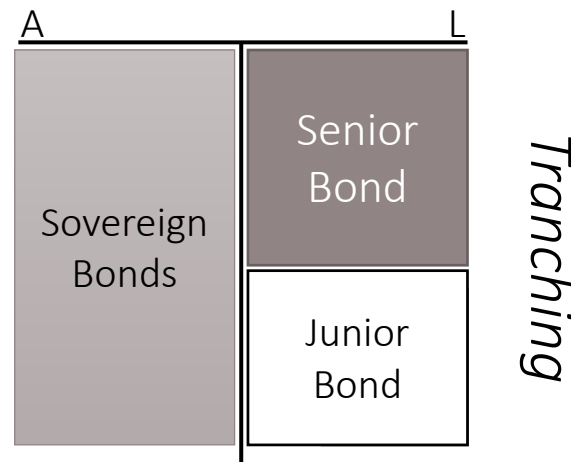 A
L
Sovereign
Bonds
Senior
Bond
Junior
Bond
Tranching